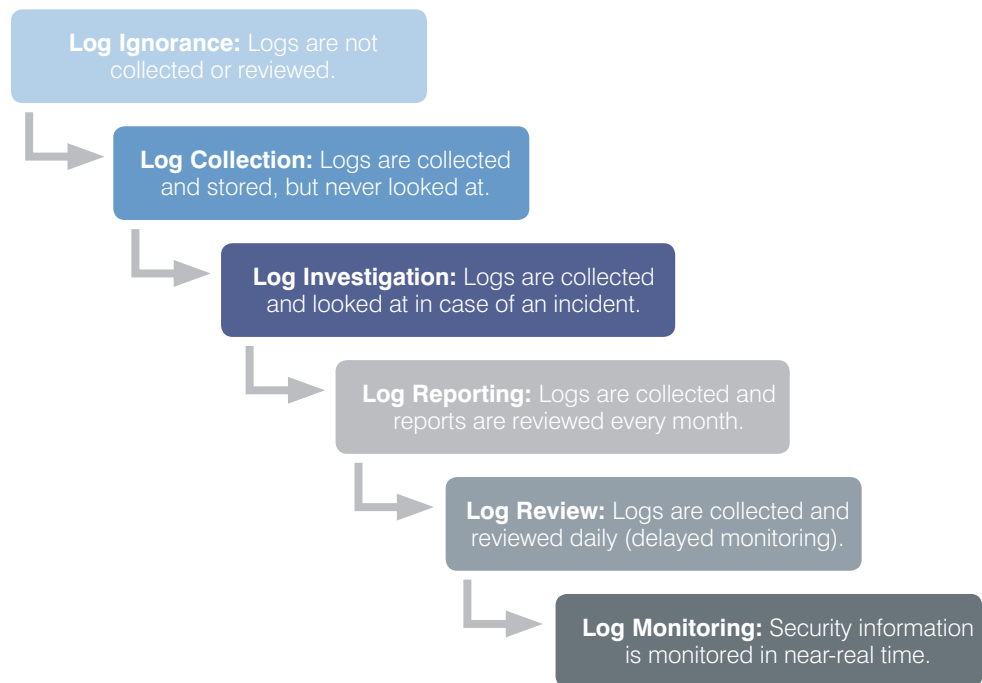 Log Ignorance: Logs are not
collected or reviewed.
Log Collection: Logs are collected
and stored, but never looked at.
Log Investigation: Logs are collected
and looked at in case of an incident.
Log Reporting: Logs are collected and
reports are reviewed every month.
Log Review: Logs are collected and
reviewed daily (delayed monitoring).
Log Monitoring: Security information
is monitored in near-real time.